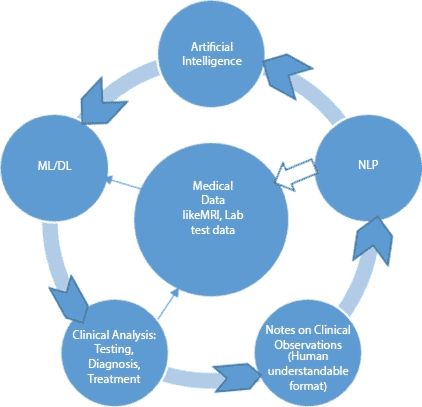 Artificial
Intelligence
ML/DL
Medical
Data
likeMRI, Lab
test data
NLP
Clinical Analysis:
Testing,
Diagnosis,
Treatment
Notes on Clinical
Observations
(Human
understandable
format)